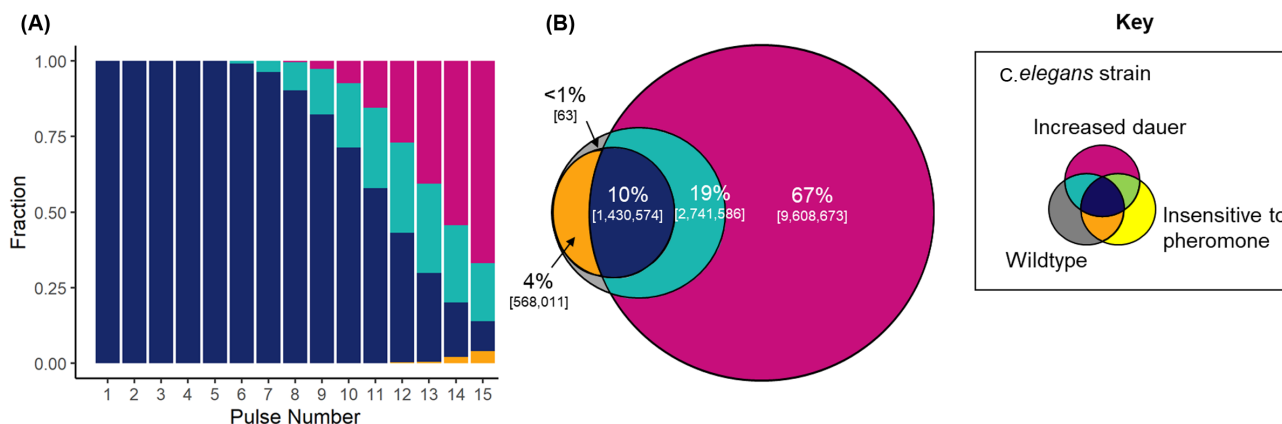 (A)
1.00
0.75
0.50
0.25
0.00
Fraction
1 2 3 4 5 6 7 8 9 10 11 12 13 14 15
Pulse Number
(B)
<1%
[63]
10%
[1,430,574]
19%
[2,741,586]
67%
[9,608,673]
4%
[568,011]
Key
C.elegans strain
Increased dauer
Insensitive to
pheromone
Wildtype